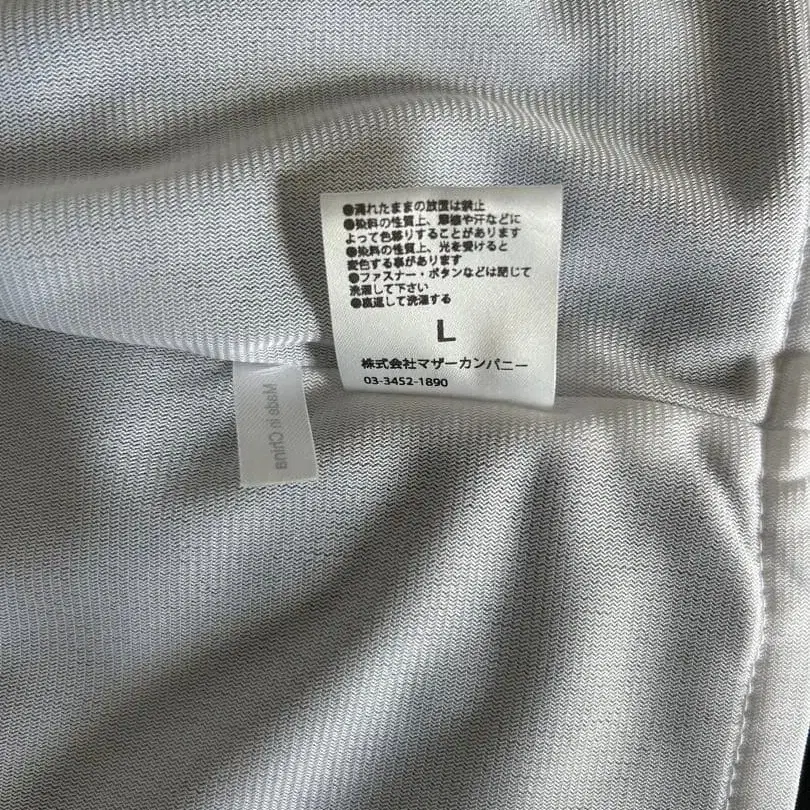 ●濡れたままの放置は禁止
●染料の性質上、摩擦や汗などに
よって色移りすることがあります
●染料の性質上、光を受けると
変色する事があります
●ファスナー・ボタンなどは閉じて
洗濯して下さい
●裏返して洗濯する
L
株式会社マザーカンパニー
03-3452-1890
Made in China